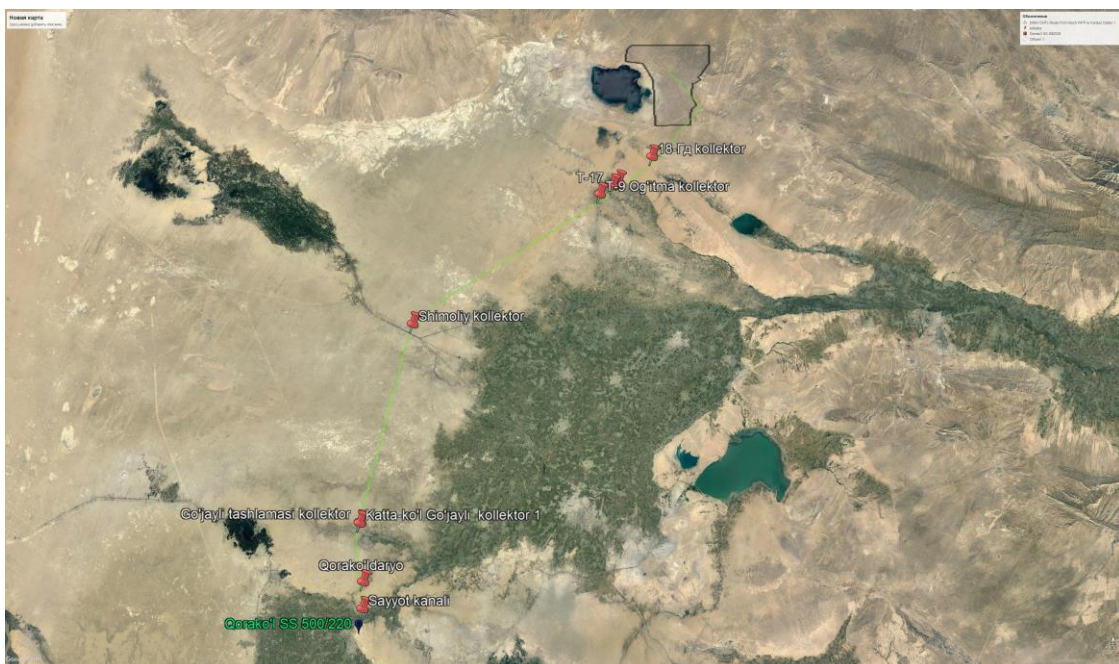 Новая карта
Обозначения
18-Гд kollektor
T-17
T-9 Og'itma kollektor
Shimoliy kollektor
Go'jayli tashlamasi kollektor
Katta-ko'l Go'jayli kollektor 1
Qorako'ldaryo
Sayyot kanali
Qorako'l SS 500/220